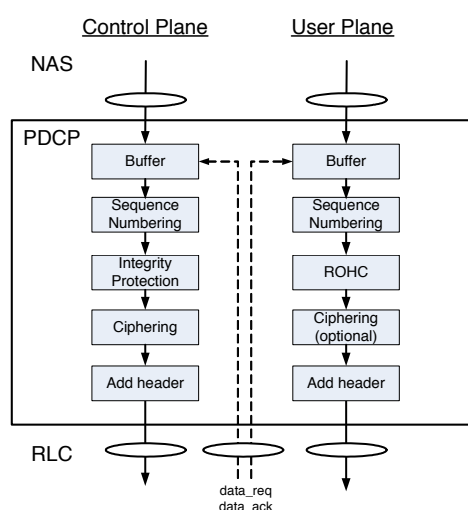 Control Plane
User Plane
NAS
PDCP
Buffer
Buffer
Sequence
Numbering
Sequence
Numbering
Integrity
Protection
ROHC
Ciphering
Ciphering
(optional)
Add header
Add header
RLC
data_req
data_ack